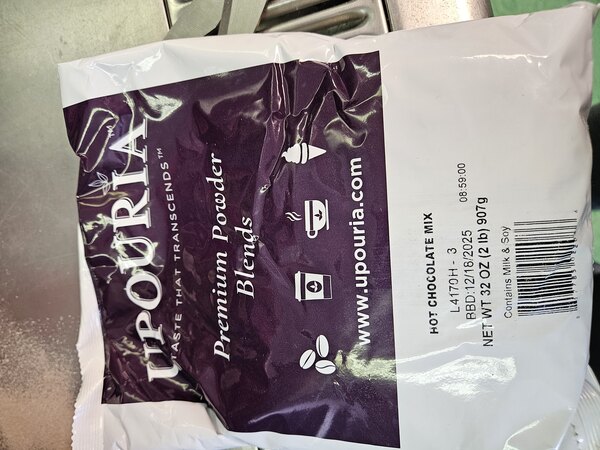 UPOURIA
TASTE THAT TRANSCENDS™
Premium Powder
Blends
www.upouria.com
HOT CHOCOLATE MIX
L4170H - 3
RBD:12/18/2025 08:59:00
NET WT 32 OZ (2 lb) 907g
Contains Milk & Soy